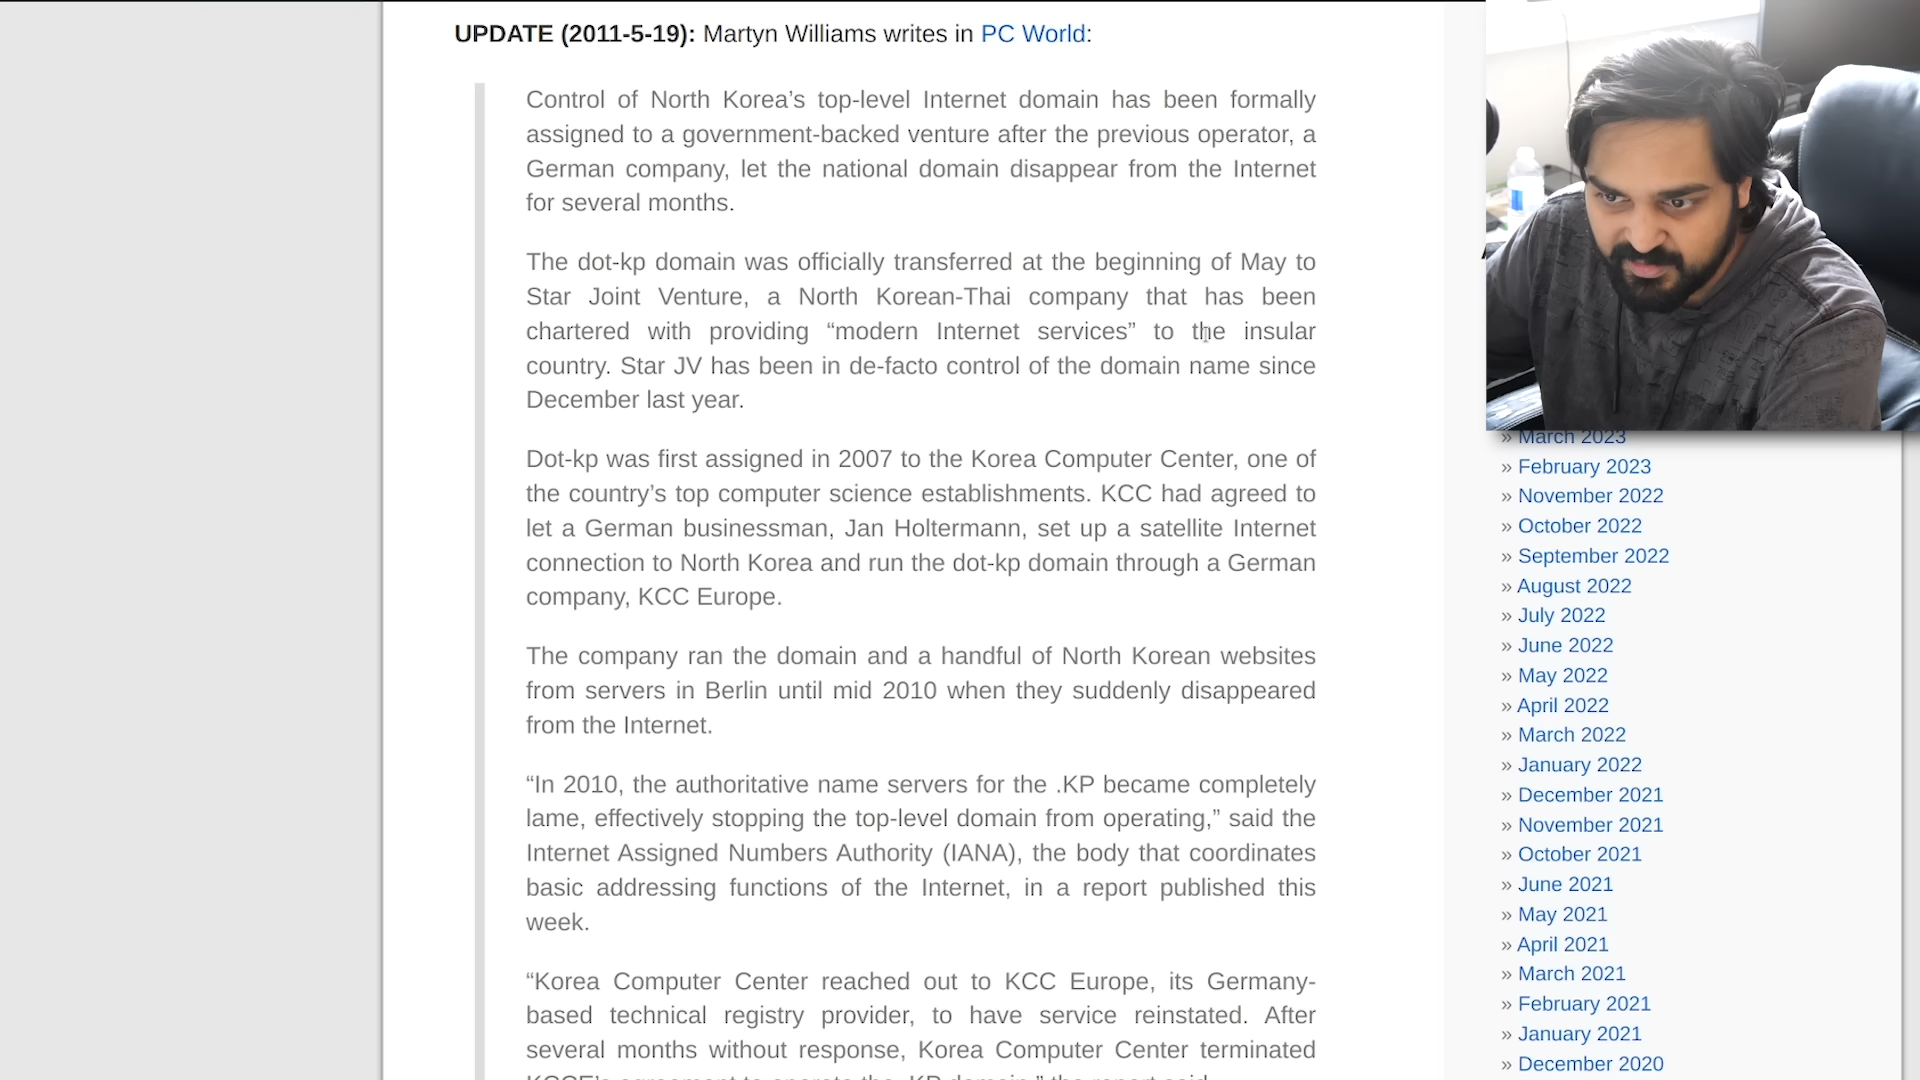 UPDATE (2011-5-19): Martyn Williams writes in PC World:
Control of North Korea’s top-level Internet domain has been formally
assigned to a government-backed venture after the previous operator, a
German company, let the national domain disappear from the Internet
for several months.
The dot-kp domain was officially transferred at the beginning of May to
Star Joint Venture, a North Korean-Thai company that has been
chartered with providing “modern Internet services” to the insular
country. Star JV has been in de-facto control of the domain name since
December last year.
Dot-kp was first assigned in 2007 to the Korea Computer Center, one of
the country’s top computer science establishments. KCC had agreed to
let a German businessman, Jan Holtermann, set up a satellite Internet
connection to North Korea and run the dot-kp domain through a German
company, KCC Europe.
The company ran the domain and a handful of North Korean websites
from servers in Berlin until mid 2010 when they suddenly disappeared
from the Internet.
“In 2010, the authoritative name servers for the .KP became completely
lame, effectively stopping the top-level domain from operating,” said the
Internet Assigned Numbers Authority (IANA), the body that coordinates
basic addressing functions of the Internet, in a report published this
week.
“Korea Computer Center reached out to KCC Europe, its Germany-
based technical registry provider, to have service reinstated. After
several months without response, Korea Computer Center terminated
KCCE’s agreement to operate the .KP domain,” the report said.
» March 2023
» February 2023
» November 2022
» October 2022
» September 2022
» August 2022
» July 2022
» June 2022
» May 2022
» April 2022
» March 2022
» January 2022
» December 2021
» November 2021
» October 2021
» June 2021
» May 2021
» April 2021
» March 2021
» February 2021
» January 2021
» December 2020